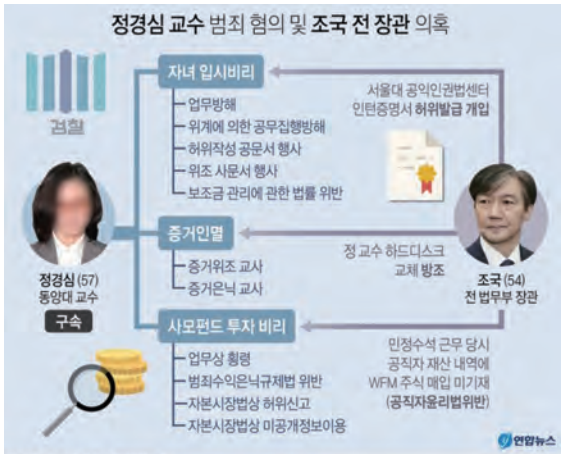 정경심 교수 범죄 혐의 및 조국 전 장관 의혹
검찰
정경심 (57)
동양대 교수
구속
자녀 입시비리
업무방해
위계에 의한 공무집행방해
허위작성 공문서 행사
위조 사문서 행사
보조금 관리에 관한 법률 위반
서울대 공익인권법센터
인턴증명서 허위발급 개입
증거인멸
증거위조 교사
증거은닉 교사
정 교수 하드디스크
교체 방조
조국 (54)
전 법무부 장관
사모펀드 투자 비리
업무상 횡령
범죄수익은닉규제법 위반
자본시장법상 허위신고
자본시장법상 미공개정보이용
민정수석 근무 당시
공직자 재산 내역에
WFM 주식 매입 미기재
(공직자윤리법위반)
연합뉴스